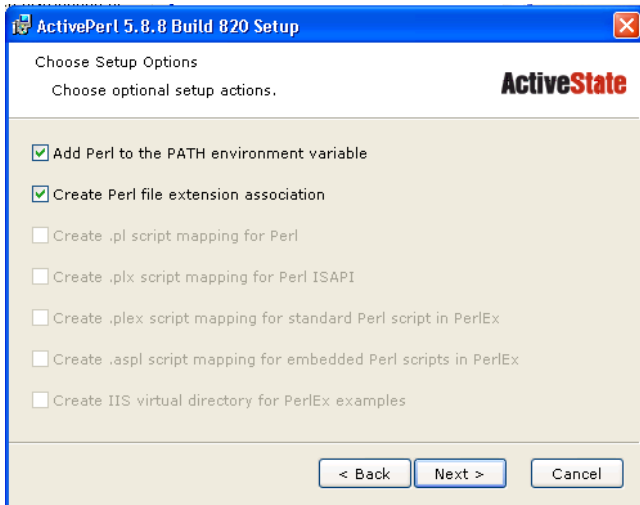 ActivePerl 5.8.8 Build 820 Setup
Choose Setup Options
Choose optional setup actions.
ActiveState
Add Perl to the PATH environment variable
Create Perl file extension association
Create .pl script mapping for Perl
Create .plx script mapping for Perl ISAPI
Create .plex script mapping for standard Perl script in PerlEx
Create .aspl script mapping for embedded Perl scripts in PerlEx
Create IIS virtual directory for PerlEx examples
< Back Next > Cancel